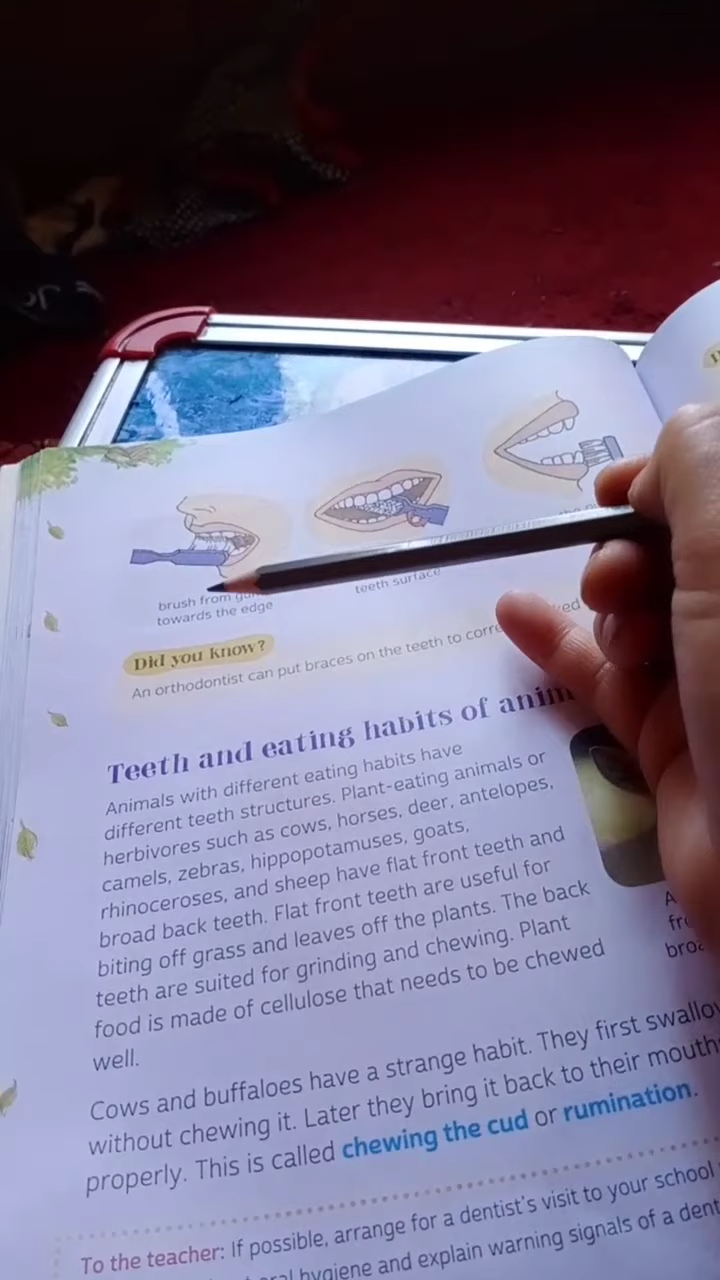 brush from
towards the edge
teeth surface
the
Did you know?
An orthodontist can put braces on the teeth to
Teeth and eating habits of
Animals with different eating habits have
different teeth structures. Plant-eating animals or
herbivores such as cows, horses, deer, antelopes,
camels, zebras, hippopotamuses, goats,
rhinoceroses, and sheep have flat front teeth and
broad back teeth. Flat front teeth are useful for
biting off grass and leaves off the plants. The back
teeth are suited for grinding and chewing. Plant
food is made of cellulose that needs to be chewed
well.
Cows and buffaloes have a strange habit. They first
without chewing it. Later they bring it back to their
properly. This is called chewing the cud or rumination.
To the teacher: If possible, arrange for a dentist's visit to your school
hygiene and explain warning signals of a